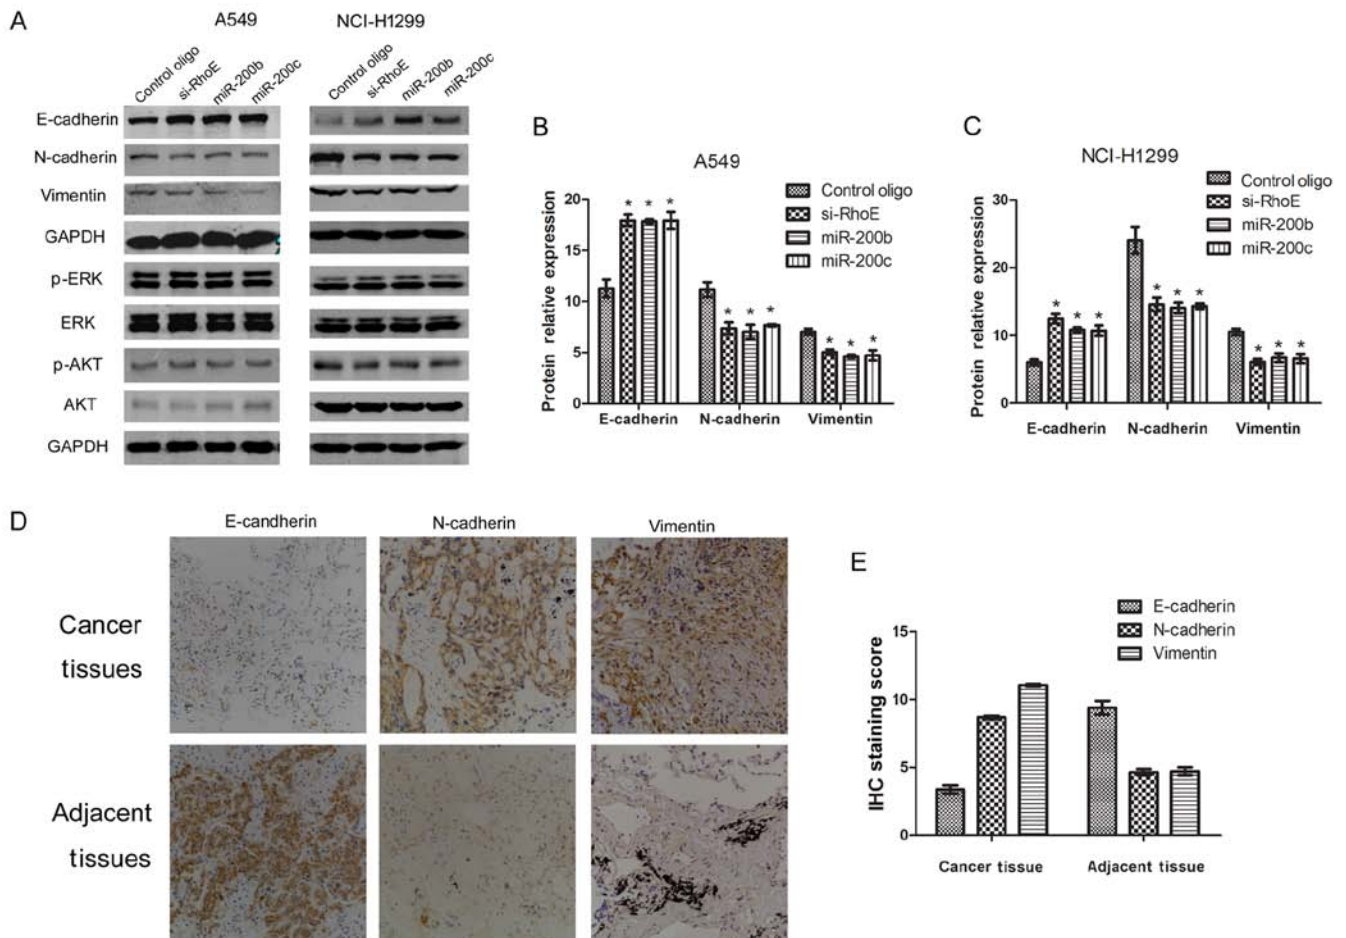 A
A549
NCI-H1299
Control oligo
si-RhoE
miR-200b
miR-200c
Control oligo
si-RhoE
miR-200b
miR-200c
E-cadherin
N-cadherin
Vimentin
GAPDH
p-ERK
ERK
p-AKT
AKT
GAPDH
B
A549
Protein relative expression
20
15
10
5
0
* * *
* * *
* * *
Control oligo
si-RhoE
miR-200b
miR-200c
E-cadherin N-cadherin Vimentin
C
NCI-H1299
Protein relative expression
30
20
10
0
* * *
* * *
* * *
Control oligo
si-RhoE
miR-200b
miR-200c
E-cadherin N-cadherin Vimentin
D
E-candherin
N-cadherin
Vimentin
Cancer
tissues
Adjacent
tissues
E
E-cadherin
N-cadherin
Vimentin
IHC staining score
15
10
5
0
Cancer tissue Adjacent tissue